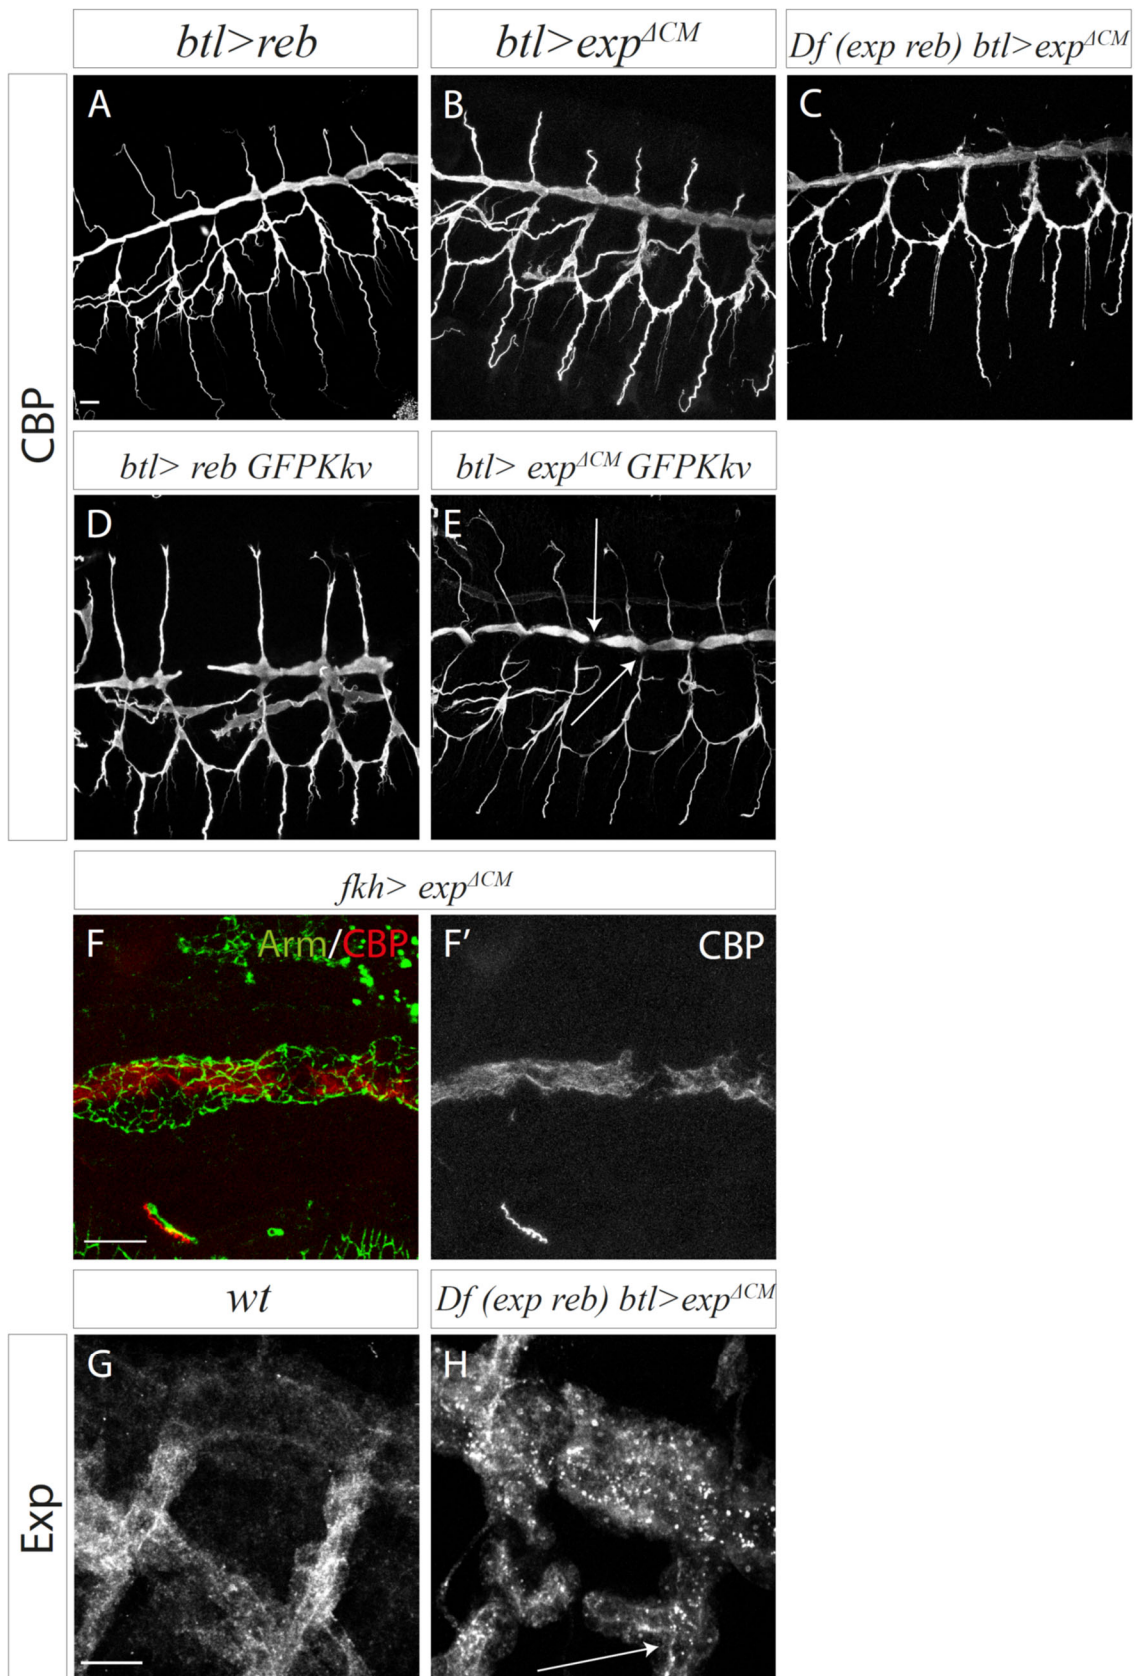 btl>reb
btl>exp^ΔCM
Df (exp reb) btl>exp^ΔCM
CBP
A
B
C
btl> reb GFPKkv
btl> exp^ΔCM GFPKkv
D
E
fkh> exp^ΔCM
F
Arm/CBP
F’
CBP
wt
Df (exp reb) btl>exp^ΔCM
Exp
G
H